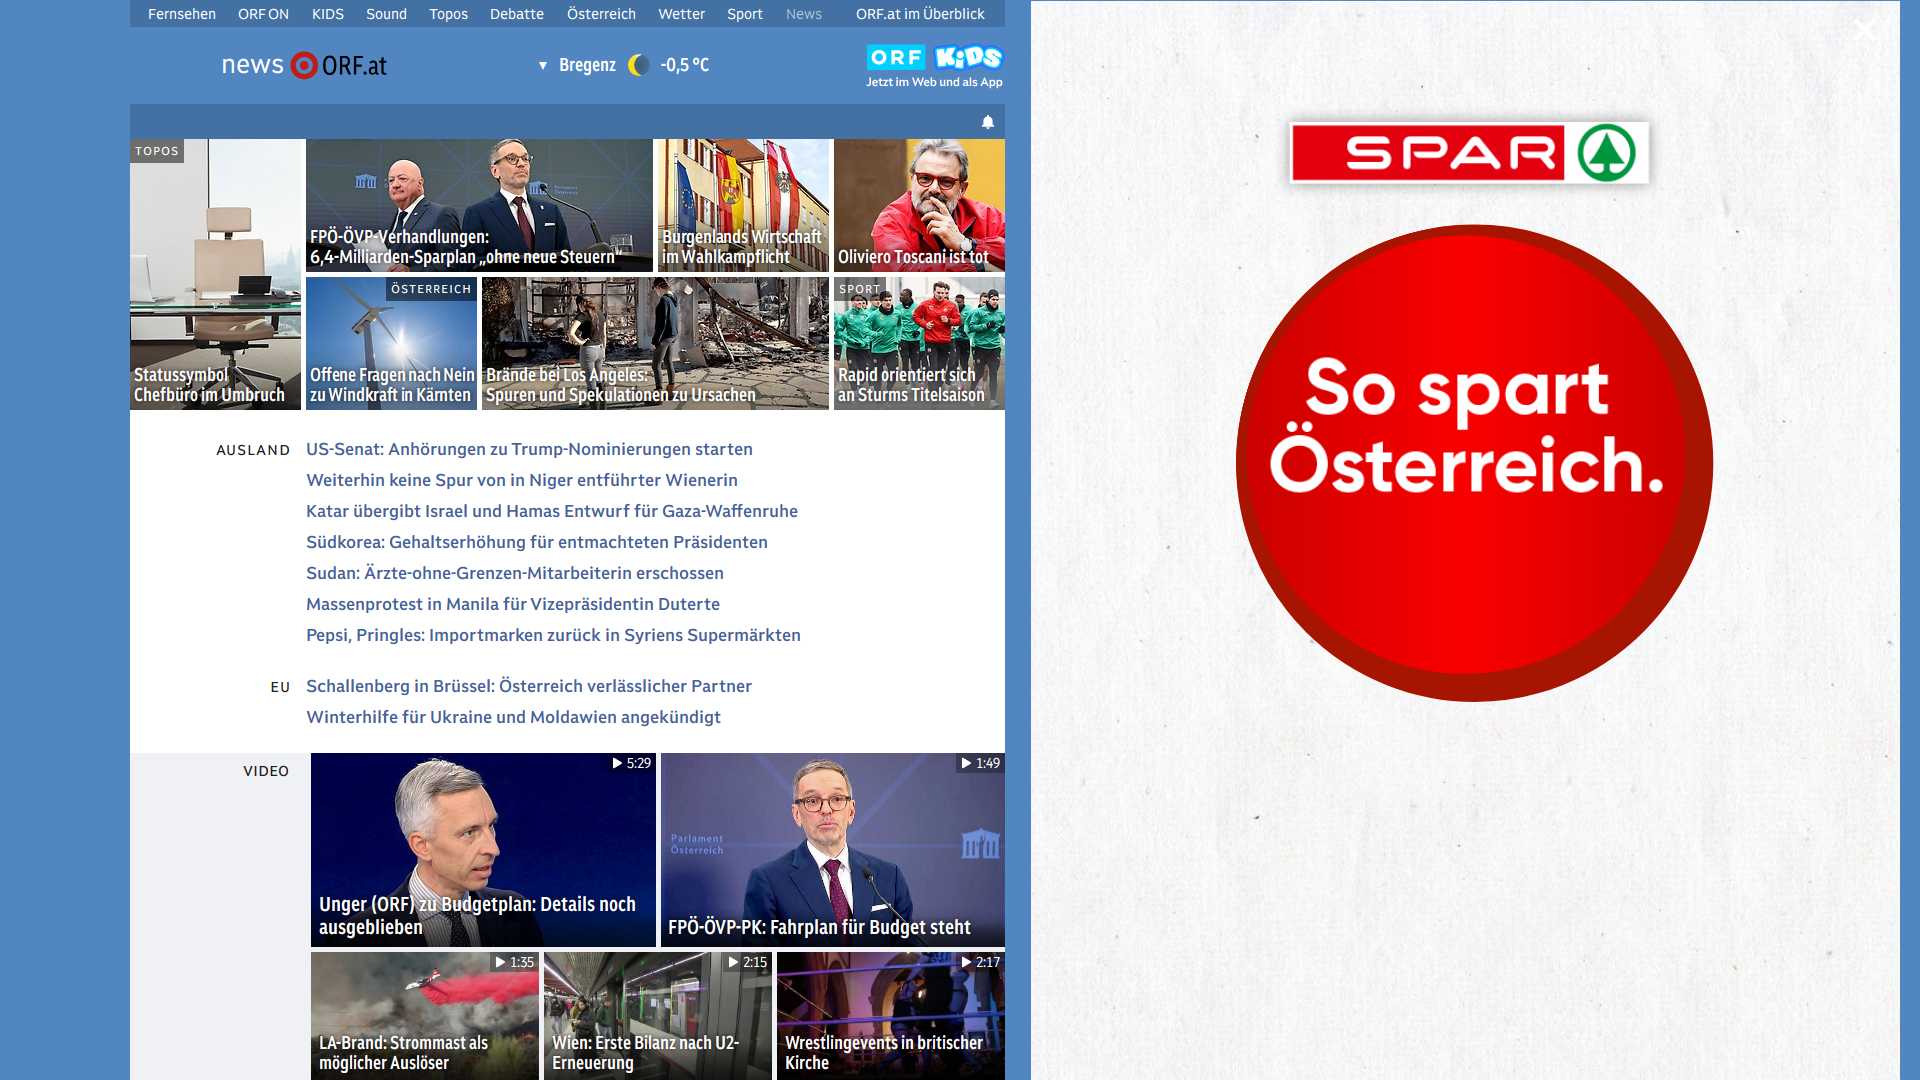 Fernsehen ORF ON KIDS Sound Topos Debatte Österreich Wetter Sport News ORF.at im Überblick
news ORF.at
▼ Bregenz -0,5 °C
ORF KiDS
Jetzt im Web und als App
TOPOS
Statussymbol
Chefbüro im Umbruch
FPÖ-ÖVP-Verhandlungen:
6,4-Milliarden-Sparplan „ohne neue Steuern“
Burgenlands Wirtschaft
im Wahlkampflicht
Oliviero Toscani ist tot
ÖSTERREICH
Offene Fragen nach Nein
zu Windkraft in Kärnten
Brände bei Los Angeles:
Spuren und Spekulationen zu Ursachen
SPORT
Rapid orientiert sich
an Sturms Titelsaison
AUSLAND
US-Senat: Anhörungen zu Trump-Nominierungen starten
Weiterhin keine Spur von in Niger entführter Wienerin
Katar übergibt Israel und Hamas Entwurf für Gaza-Waffenruhe
Südkorea: Gehaltserhöhung für entmachteten Präsidenten
Sudan: Ärzte-ohne-Grenzen-Mitarbeiterin erschossen
Massenprotest in Manila für Vizepräsidentin Duterte
Pepsi, Pringles: Importmarken zurück in Syriens Supermärkten
EU
Schallenberg in Brüssel: Österreich verlässlicher Partner
Winterhilfe für Ukraine und Moldawien angekündigt
VIDEO
5:29
Unger (ORF) zu Budgetplan: Details noch
ausgeblieben
1:49
Parlament
Österreich
FPÖ-ÖVP-PK: Fahrplan für Budget steht
1:35
LA-Brand: Strommast als
möglicher Auslöser
2:15
Wien: Erste Bilanz nach U2-
Erneuerung
2:17
Wrestlingevents in britischer
Kirche
SPAR
So spart
Österreich.